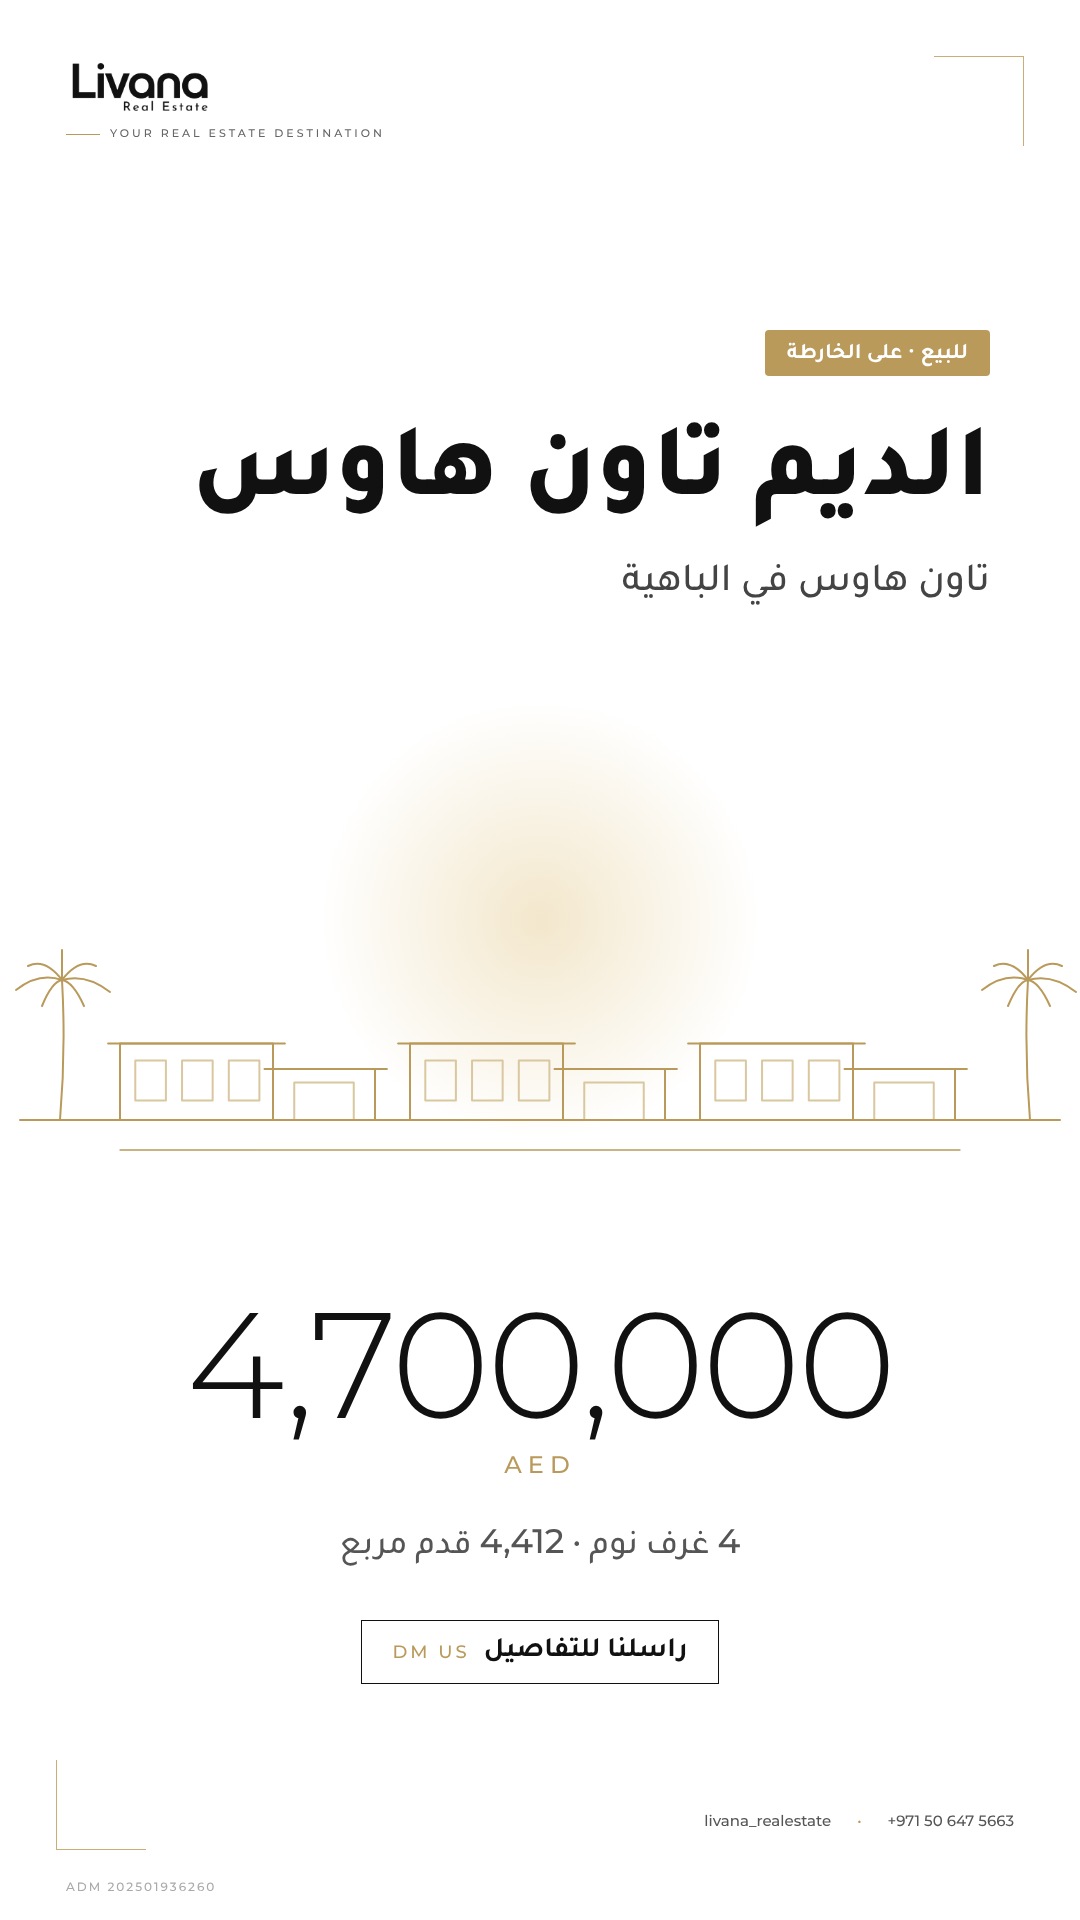 Livana
Real Estate
YOUR REAL ESTATE DESTINATION
للبيع · على الخارطة
الديم تاون هاوس
تاون هاوس في الباهية
4,700,000
AED
4 غرف نوم · 4,412 قدم مربع
راسلنا للتفاصيل DM US
livana_realestate · +971 50 647 5663
ADM 202501936260